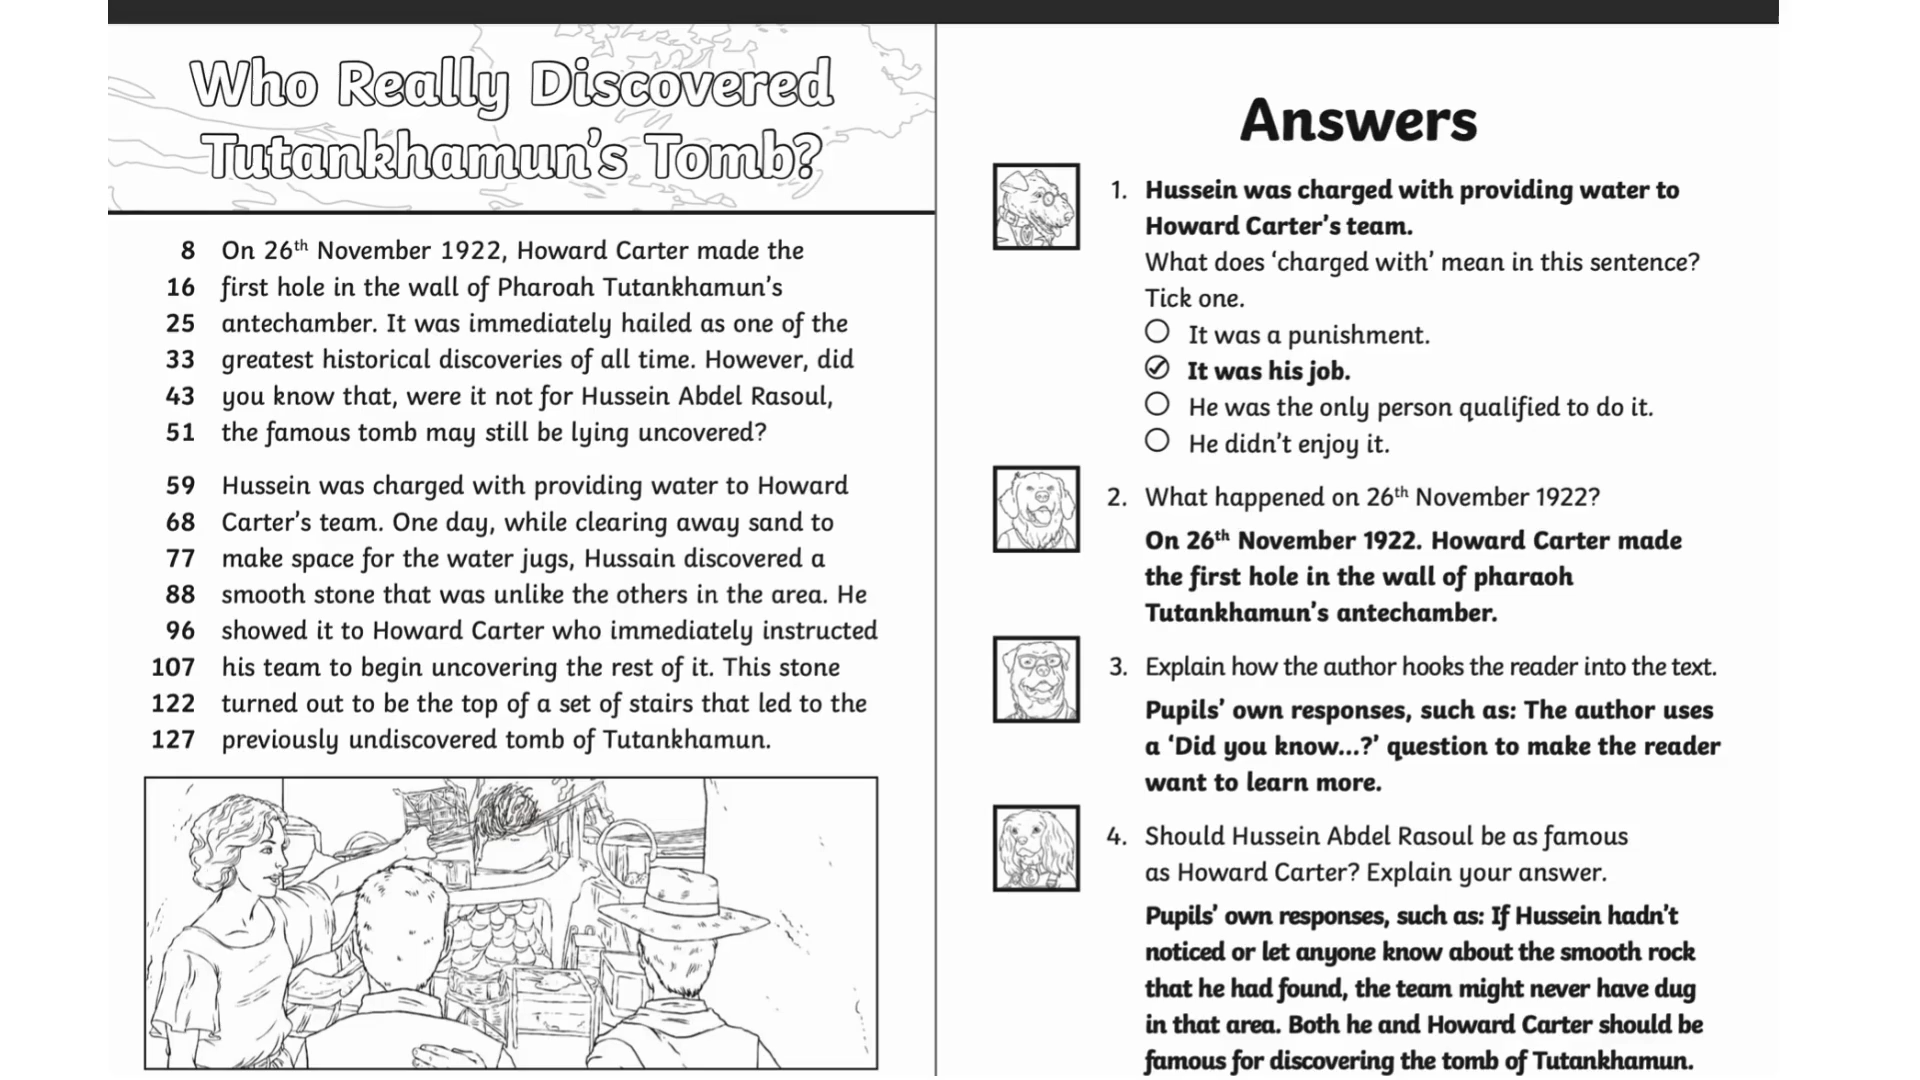 Who Really Discovered
Tutankhamun's Tomb?
8 On 26th November 1922, Howard Carter made the
16 first hole in the wall of Pharoah Tutankhamun's
25 antechamber. It was immediately hailed as one of the
33 greatest historical discoveries of all time. However, did
43 you know that, were it not for Hussein Abdel Rasoul,
51 the famous tomb may still be lying uncovered?
59 Hussein was charged with providing water to Howard
68 Carter's team. One day, while clearing away sand to
77 make space for the water jugs, Hussain discovered a
88 smooth stone that was unlike the others in the area. He
96 showed it to Howard Carter who immediately instructed
107 his team to begin uncovering the rest of it. This stone
122 turned out to be the top of a set of stairs that led to the
127 previously undiscovered tomb of Tutankhamun.
Answers
1. Hussein was charged with providing water to
Howard Carter's team.
What does 'charged with' mean in this sentence?
Tick one.
It was a punishment.
It was his job.
He was the only person qualified to do it.
He didn't enjoy it.
2. What happened on 26th November 1922?
On 26th November 1922. Howard Carter made
the first hole in the wall of pharaoh
Tutankhamun's antechamber.
3. Explain how the author hooks the reader into the text.
Pupils' own responses, such as: The author uses
a 'Did you know...?' question to make the reader
want to learn more.
4. Should Hussein Abdel Rasoul be as famous
as Howard Carter? Explain your answer.
Pupils' own responses, such as: If Hussein hadn't
noticed or let anyone know about the smooth rock
that he had found, the team might never have dug
in that area. Both he and Howard Carter should be
famous for discovering the tomb of Tutankhamun.